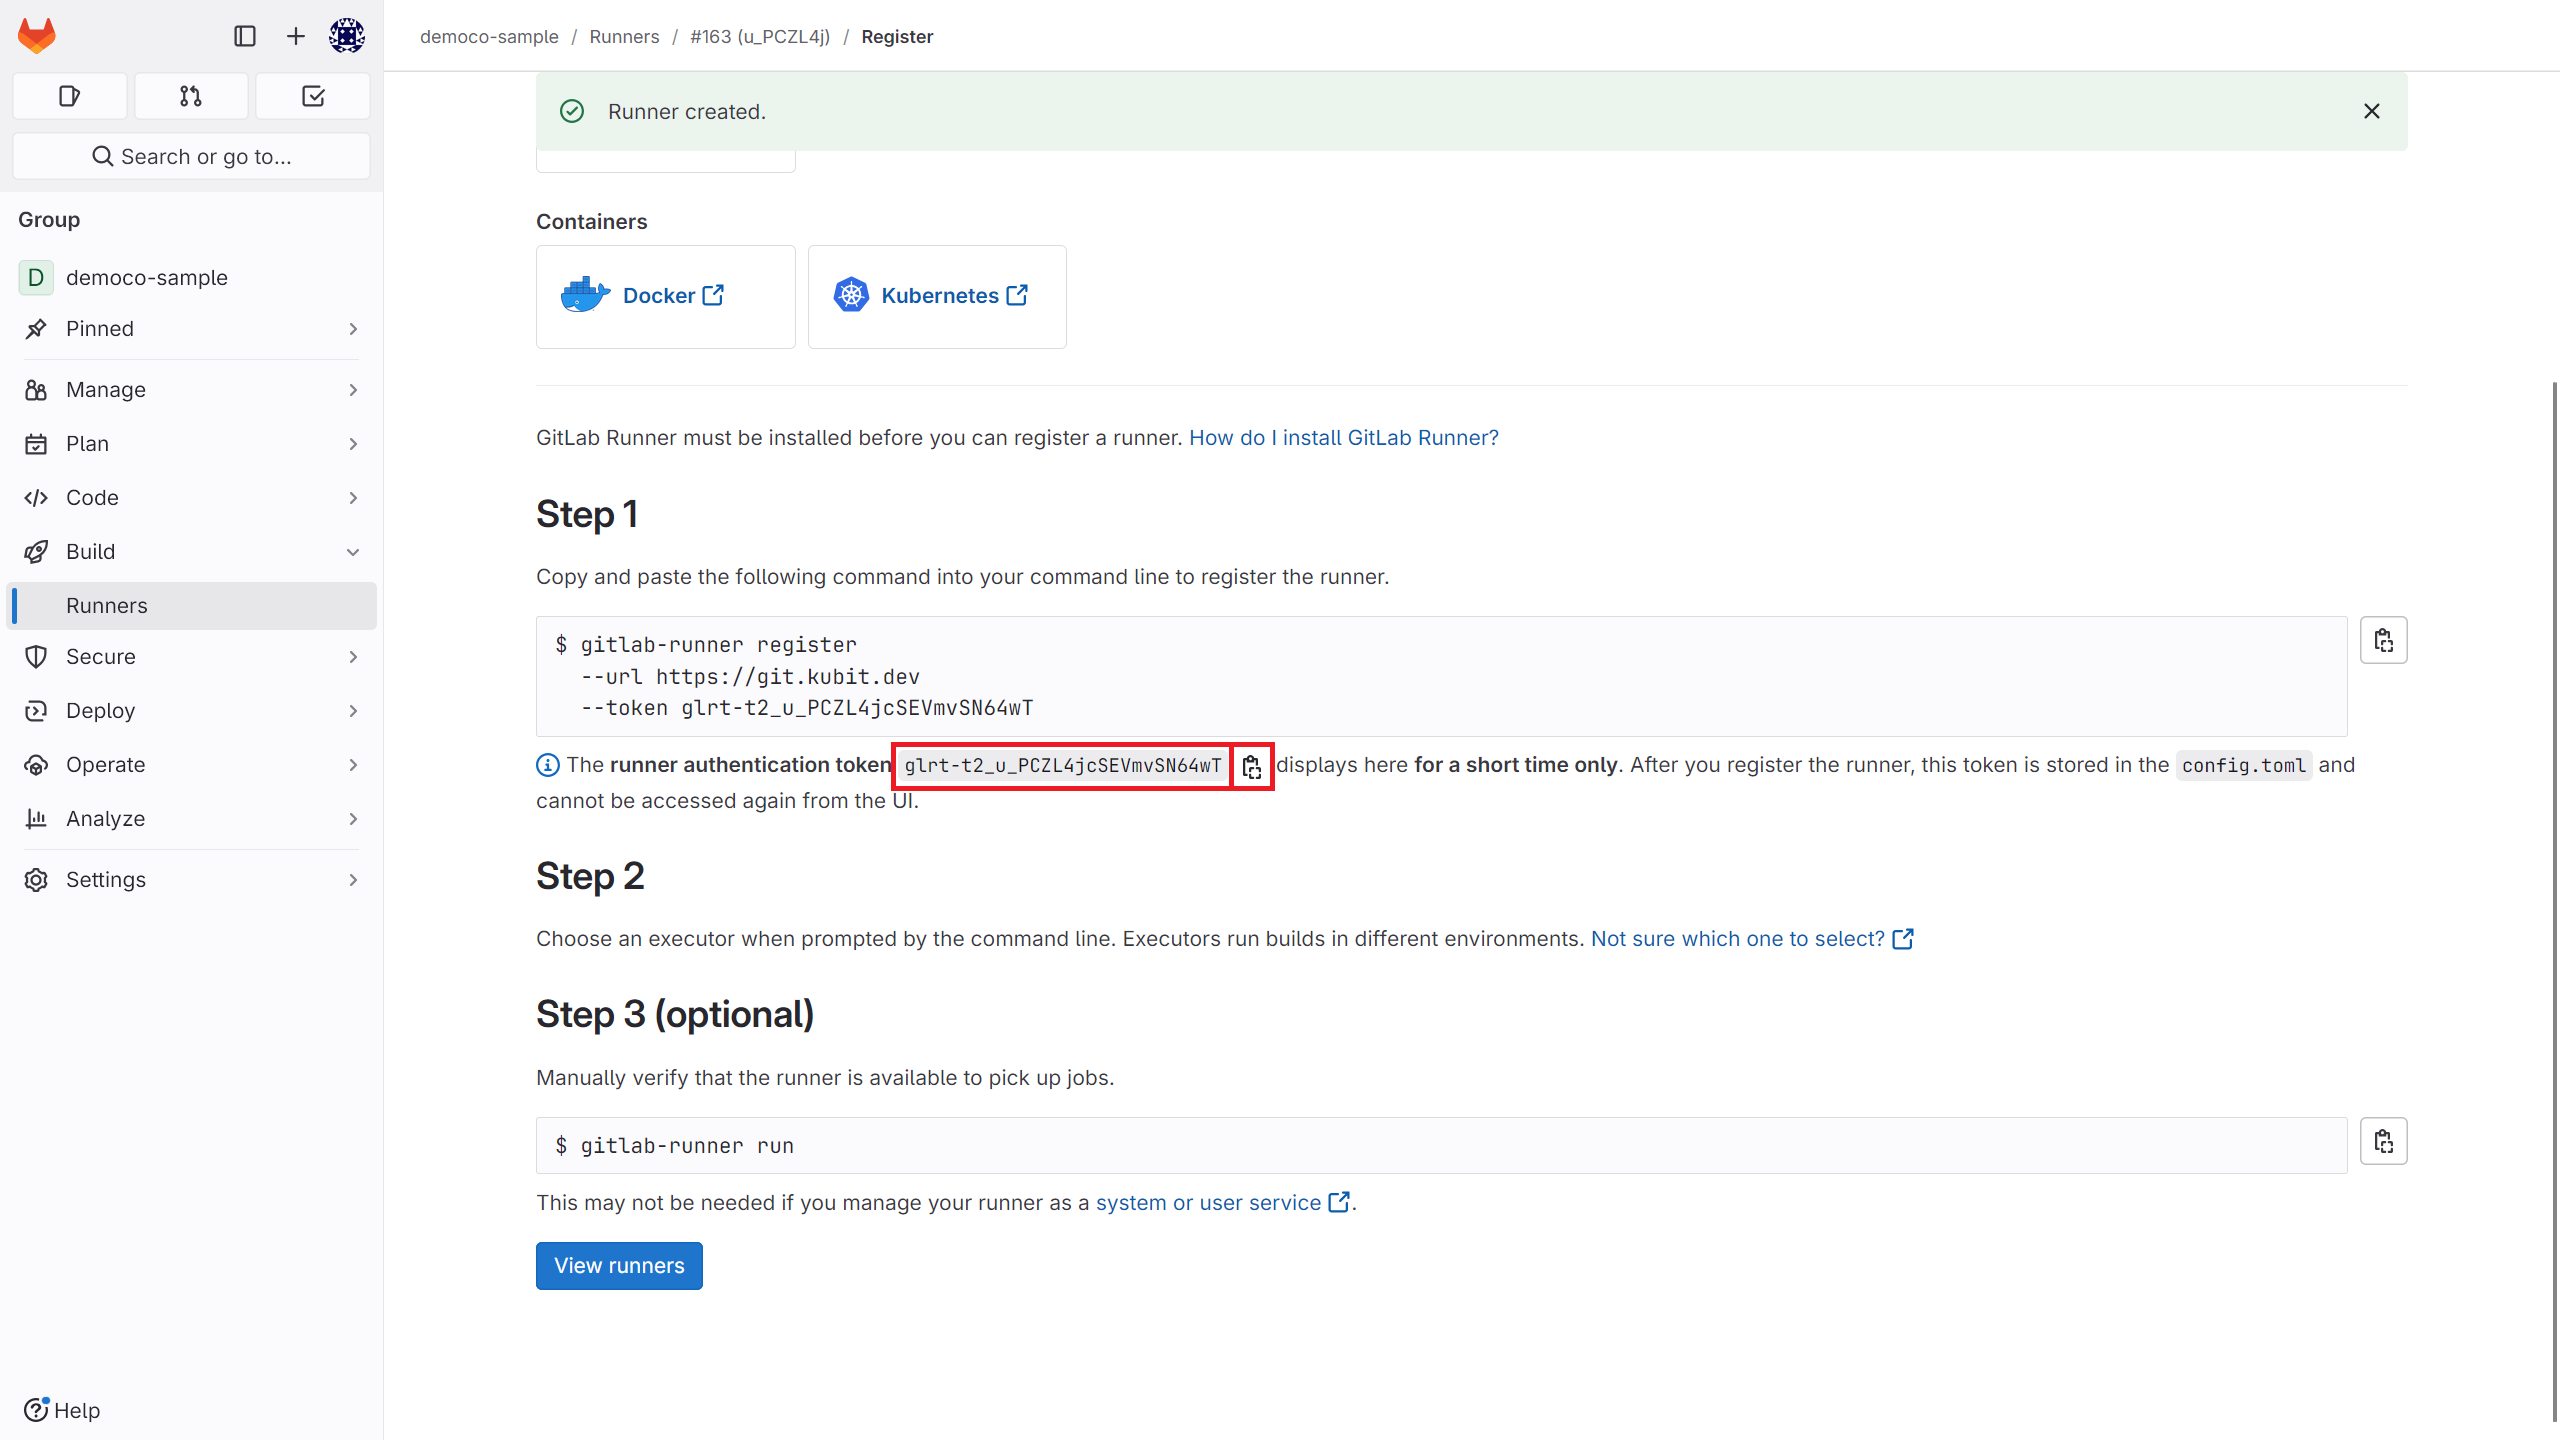 democo-sample / Runners / #163 (u_PCZL4j) / Register
Search or go to...
Group
D democo-sample
Pinned
Manage
Plan
Code
Build
Runners
Secure
Deploy
Operate
Analyze
Settings
Help
Runner created.
Containers
Docker
Kubernetes
GitLab Runner must be installed before you can register a runner. How do I install GitLab Runner?
Step 1
Copy and paste the following command into your command line to register the runner.
$ gitlab-runner register
--url https://git.kubit.dev
--token glrt-t2_u_PCZL4jcSEVmvSN64wT
The runner authentication token glrt-t2_u_PCZL4jcSEVmvSN64wT displays here for a short time only. After you register the runner, this token is stored in the config.toml and
cannot be accessed again from the UI.
Step 2
Choose an executor when prompted by the command line. Executors run builds in different environments. Not sure which one to select?
Step 3 (optional)
Manually verify that the runner is available to pick up jobs.
$ gitlab-runner run
This may not be needed if you manage your runner as a system or user service.
View runners